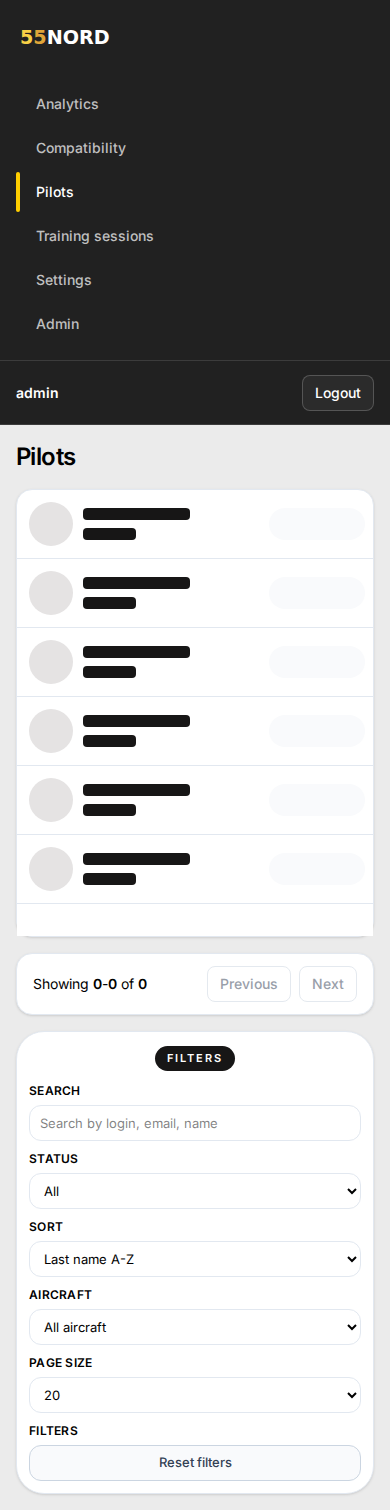 55NORD
Analytics
Compatibility
Pilots
Training sessions
Settings
Admin
admin
Logout
Pilots
Showing 0-0 of 0
Previous
Next
FILTERS
SEARCH
Search by login, email, name
STATUS
All
SORT
Last name A-Z
AIRCRAFT
All aircraft
PAGE SIZE
20
FILTERS
Reset filters